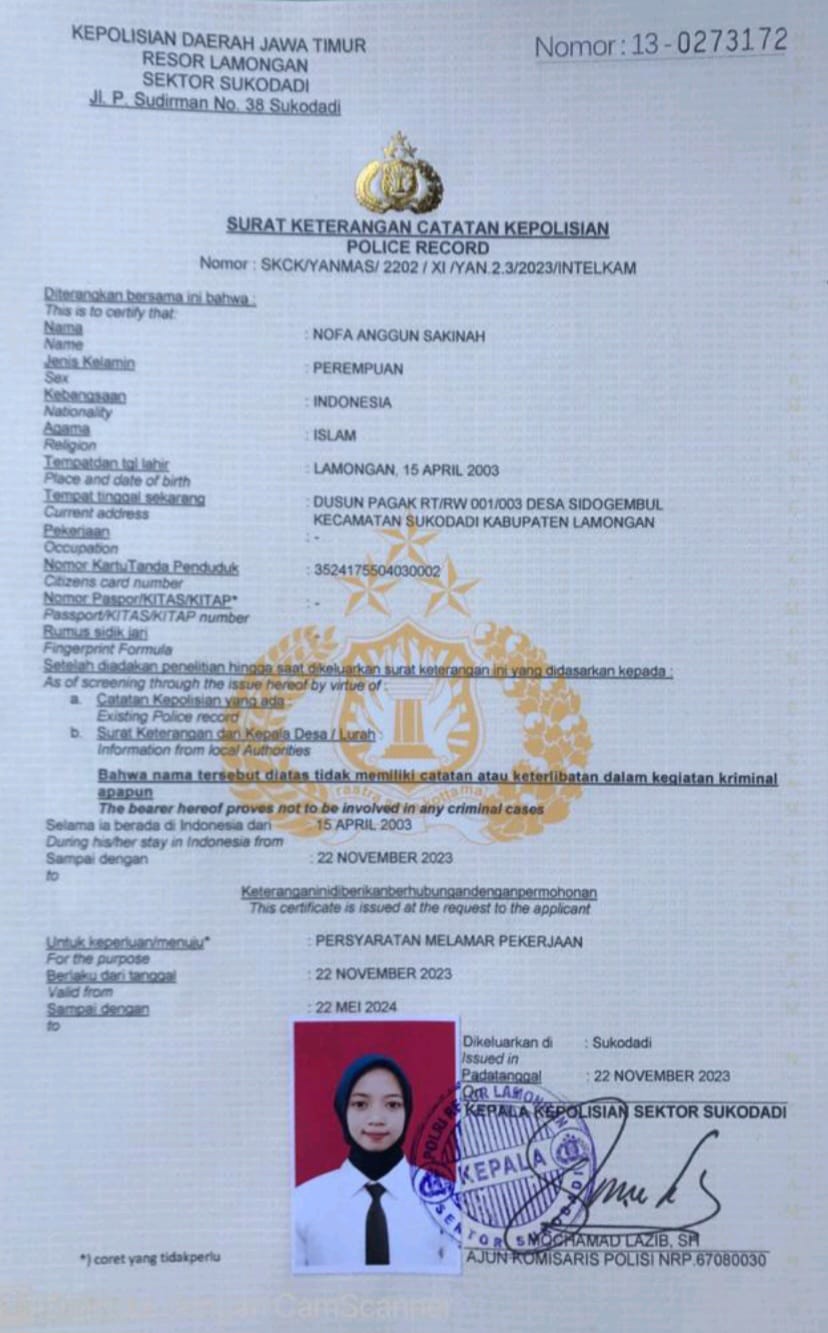 KEPOLISIAN DAERAH JAWA TIMUR
RESOR LAMONGAN
SEKTOR SUKODADI
Jl. P. Sudirman No. 38 Sukodadi
Nomor : 13 - 0273172
SURAT KETERANGAN CATATAN KEPOLISIAN
POLICE RECORD
Nomor : SKCK/YANMAS/ 2202 / XI /YAN.2.3/2023/INTELKAM
Diterangkan bersama ini bahwa :
This is to certify that:
Nama : NOFA ANGGUN SAKINAH
Name
Jenis Kelamin : PEREMPUAN
Sex
Kebangsaan : INDONESIA
Nationality
Agama : ISLAM
Religion
Tempatdan tgl lahir : LAMONGAN, 15 APRIL 2003
Place and date of birth
Tempat tinggal sekarang : DUSUN PAGAK RT/RW 001/003 DESA SIDOGEMBUL
Current address KECAMATAN SUKODADI KABUPATEN LAMONGAN
Pekerjaan : -
Occupation
Nomor KartuTanda Penduduk : 3524175504030002
Citizens card number
Nomor Paspor/KITAS/KITAP* : -
Passport/KITAS/KITAP number
Rumus sidik jari : -
Fingerprint Formula
Setelah diadakan penelitian hingga saat dikeluarkan surat keterangan ini yang didasarkan kepada :
As of screening through the issue hereof by virtue of :
a. Catatan Kepolisian yang ada :
Existing Police record
b. Surat Keterangan dari Kepala Desa / Lurah :
Information from local Authorities
Bahwa nama tersebut diatas tidak memiliki catatan atau keterlibatan dalam kegiatan kriminal
apapun
The bearer hereof proves not to be involved in any criminal cases
Selama ia berada di Indonesia dari : 15 APRIL 2003
During his/her stay in Indonesia from
Sampai dengan : 22 NOVEMBER 2023
to
Keteranganinidiberikanberhubungandenganpermohonan
This certificate is issued at the request to the applicant
Untuk keperluan/menuju* : PERSYARATAN MELAMAR PEKERJAAN
For the purpose
Berlaku dari tanggal : 22 NOVEMBER 2023
Valid from
Sampai dengan : 22 MEI 2024
to
Dikeluarkan di : Sukodadi
Issued in
Padatanggal : 22 NOVEMBER 2023
On
KEPALA KEPOLISIAN SEKTOR SUKODADI
POLRI RESOR LAMONGAN
KEPALA
SEKTOR SUKODADI
MOCHAMAD LAZIB, SH
AJUN KOMISARIS POLISI NRP.67080030
*) coret yang tidakperlu
CamScanner